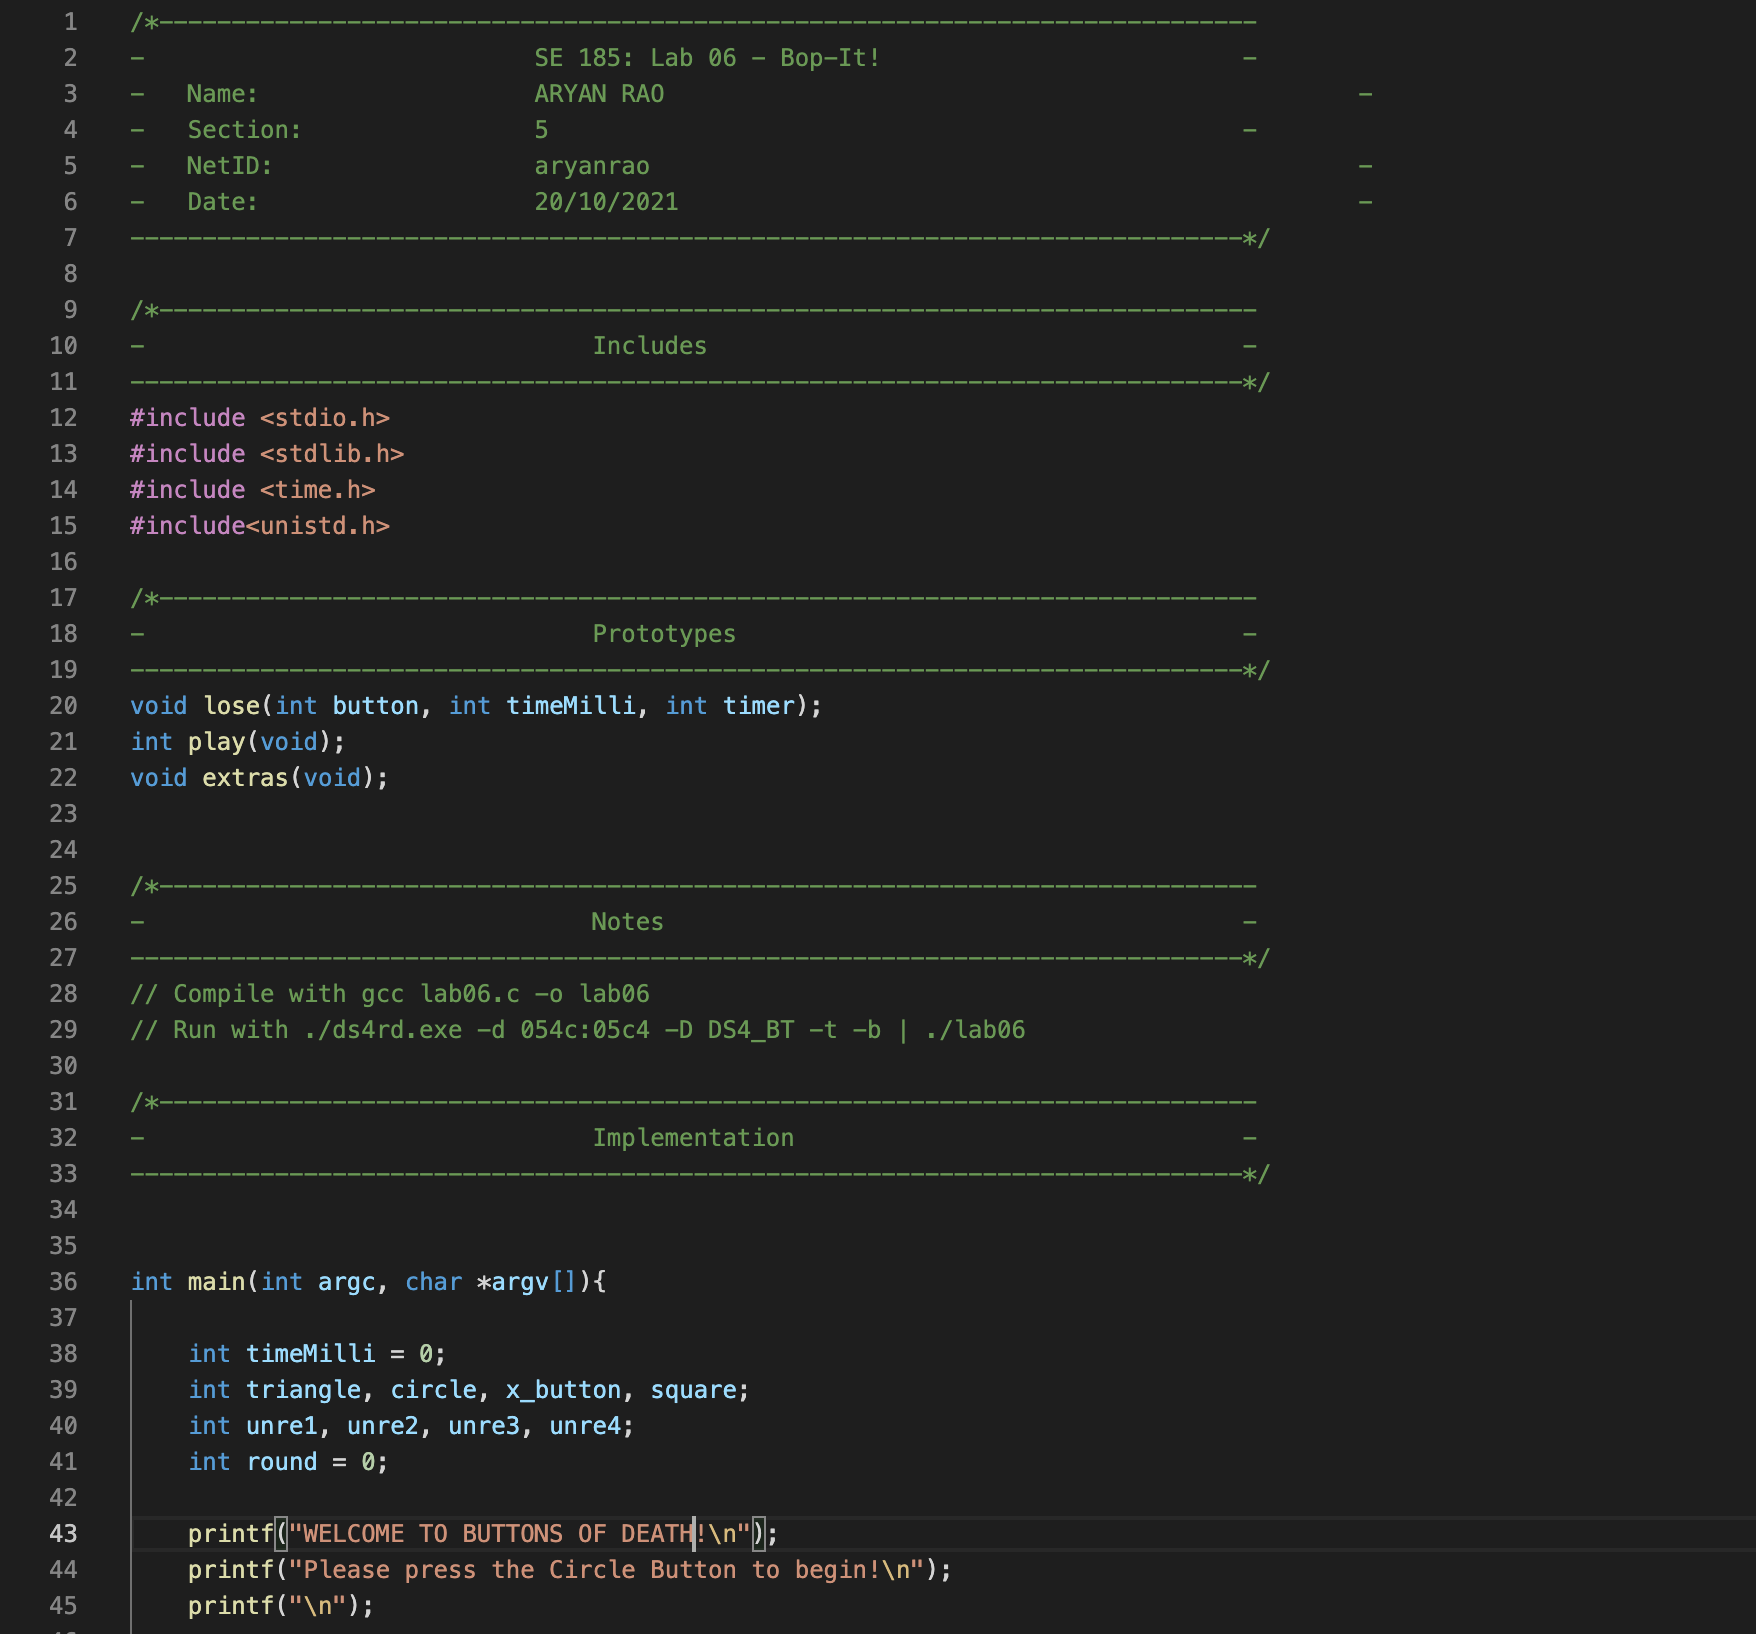 1 /*----------------------------------------------------------------------------
2 -                           SE 185: Lab 06 - Bop-It!                         -
3 -   Name:                   ARYAN RAO                                                -
4 -   Section:                5                                                -
5 -   NetID:                  aryanrao                                                 -
6 -   Date:                   20/10/2021                                               -
7 -----------------------------------------------------------------------------*/
8
9 /*----------------------------------------------------------------------------
10 -                               Includes                                     -
11 -----------------------------------------------------------------------------*/
12 #include <stdio.h>
13 #include <stdlib.h>
14 #include <time.h>
15 #include<unistd.h>
16
17 /*----------------------------------------------------------------------------
18 -                               Prototypes                                   -
19 -----------------------------------------------------------------------------*/
20 void lose(int button, int timeMilli, int timer);
21 int play(void);
22 void extras(void);
23
24
25 /*----------------------------------------------------------------------------
26 -                               Notes                                        -
27 -----------------------------------------------------------------------------*/
28 // Compile with gcc lab06.c -o lab06
29 // Run with ./ds4rd.exe -d 054c:05c4 -D DS4_BT -t -b | ./lab06
30
31 /*----------------------------------------------------------------------------
32 -                               Implementation                               -
33 -----------------------------------------------------------------------------*/
34
35
36 int main(int argc, char *argv[]){
37
38     int timeMilli = 0;
39     int triangle, circle, x_button, square;
40     int unre1, unre2, unre3, unre4;
41     int round = 0;
42
43     printf("WELCOME TO BUTTONS OF DEATH!\n");
44     printf("Please press the Circle Button to begin!\n");
45     printf("\n");